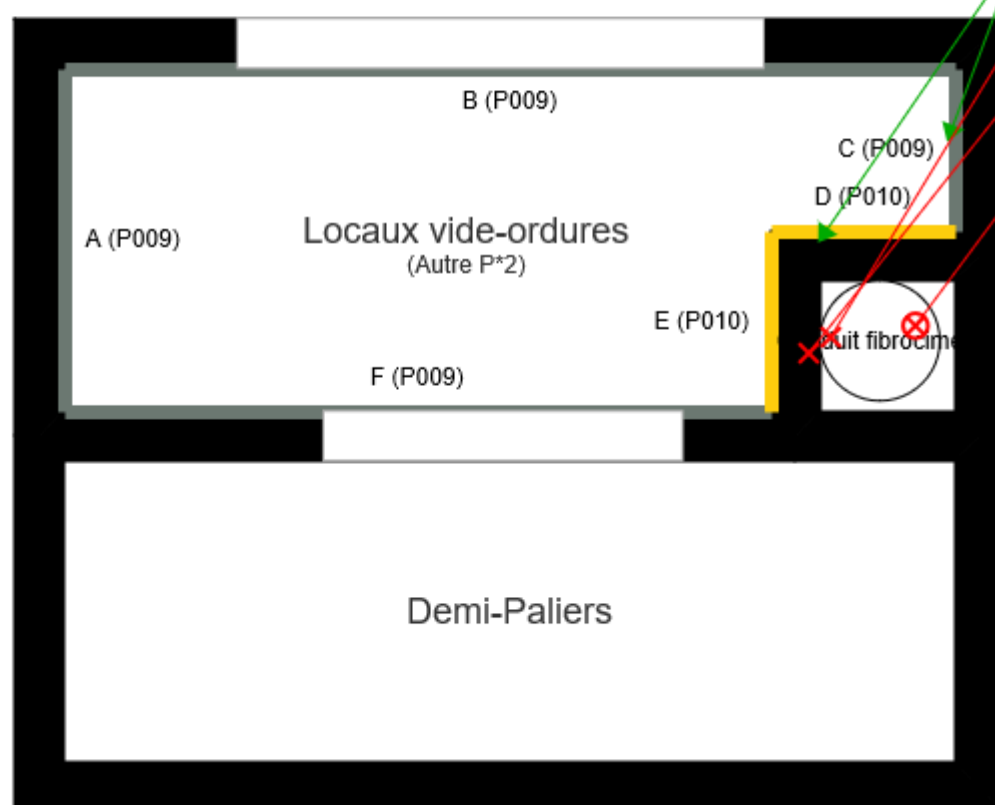 B (P009)
C (P009)
D (P010)
A (P009)
Locaux vide-ordures
(Autre P*2)
E (P010)
F (P009)
Demi-Paliers